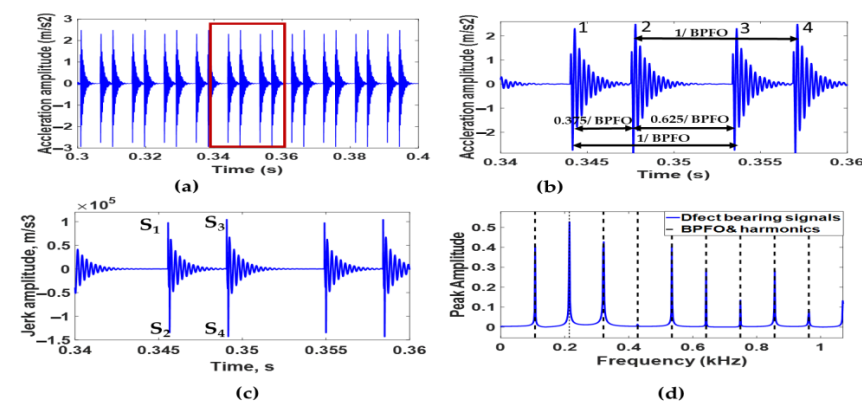 Accleration amplitude (m/s2)
3
2
1
0
−1
−2
−3
0.3
0.32
0.34
0.36
0.38
0.4
Time (s)
(a)
Accleration amplitude (m/s2)
2
1
0
−1
−2
1
2
3
4
1/ BPFO
0.375/ BPFO
0.625/ BPFO
1/ BPFO
0.34
0.345
0.35
0.355
0.36
Time (s)
(b)
Jerk amplitude, m/s3
×10⁵
1
0.5
0
−0.5
−1
−1.5
S1
S3
S2
S4
0.34
0.345
0.35
0.355
0.36
Time, s
(c)
Peak Amplitude
0.5
0.4
0.3
0.2
0.1
0
Dfect bearing signals
BPFO& harmonics
0
0.2
0.4
0.6
0.8
1
Frequency (kHz)
(d)